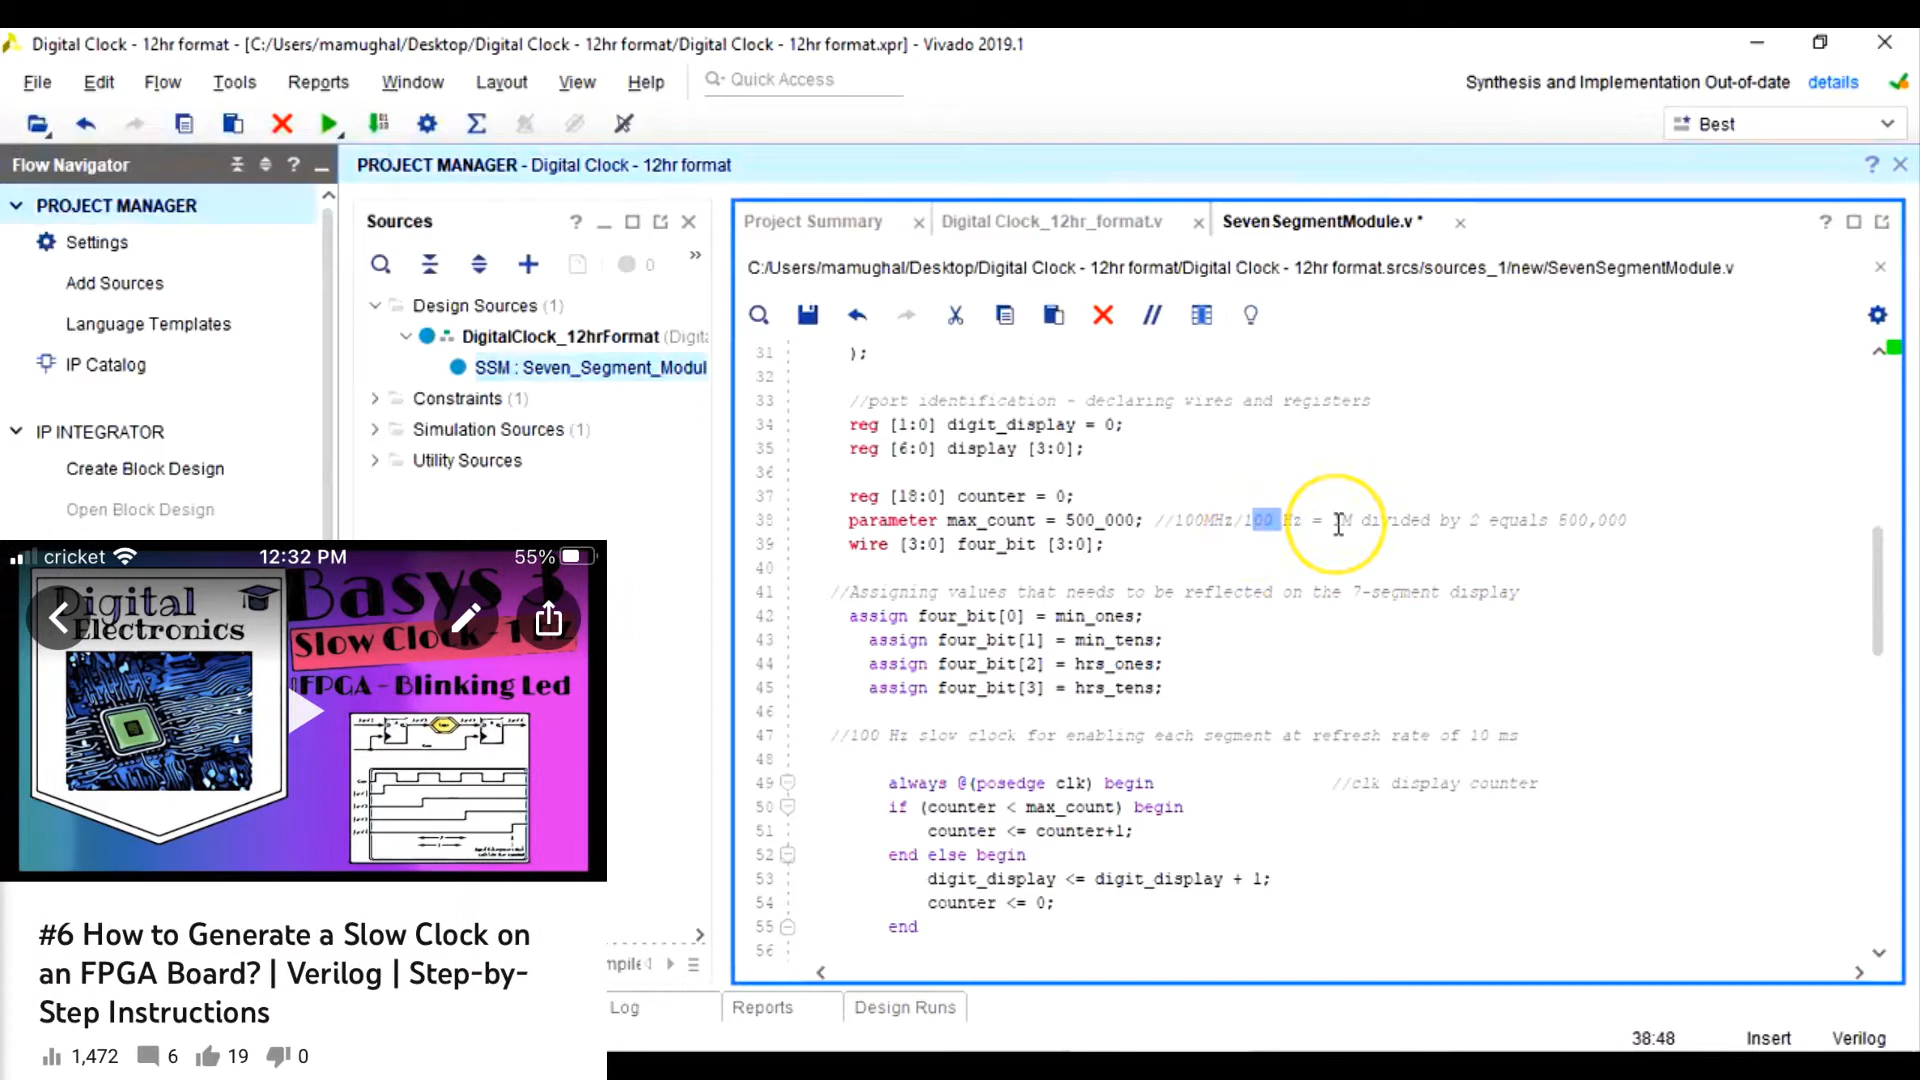 Digital Clock - 12hr format - [C:/Users/mamughal/Desktop/Digital Clock - 12hr format/Digital Clock - 12hr format.xpr] - Vivado 2019.1
File Edit Flow Tools Reports Window Layout View Help Quick Access
Synthesis and Implementation Out-of-date details
Best
Flow Navigator
PROJECT MANAGER
Settings
Add Sources
Language Templates
IP Catalog
IP INTEGRATOR
Create Block Design
Open Block Design
PROJECT MANAGER - Digital Clock - 12hr format
Sources
0
Design Sources (1)
DigitalClock_12hrFormat (Digit
SSM : Seven_Segment_Modul
Constraints (1)
Simulation Sources (1)
Utility Sources
Project Summary Digital Clock_12hr_format.v SevenSegmentModule.v *
C:/Users/mamughal/Desktop/Digital Clock - 12hr format/Digital Clock - 12hr format.srcs/sources_1/new/SevenSegmentModule.v
31 );
32
33 //port identification - declaring wires and registers
34 reg [1:0] digit_display = 0;
35 reg [6:0] display [3:0];
36
37 reg [18:0] counter = 0;
38 parameter max_count = 500_000; //100MHz/100 Hz = 1M divided by 2 equals 500,000
39 wire [3:0] four_bit [3:0];
40
41 //Assigning values that needs to be reflected on the 7-segment display
42 assign four_bit[0] = min_ones;
43 assign four_bit[1] = min_tens;
44 assign four_bit[2] = hrs_ones;
45 assign four_bit[3] = hrs_tens;
46
47 //100 Hz slow clock for enabling each segment at refresh rate of 10 ms
48
49 always @(posedge clk) begin //clk display counter
50 if (counter < max_count) begin
51 counter <= counter+1;
52 end else begin
53 digit_display <= digit_display + 1;
54 counter <= 0;
55 end
56
Log Reports Design Runs
38:48 Insert Verilog
cricket 12:32 PM 55%
Digital
Electronics
Basys 3
Slow Clock - 1 Hz
FPGA - Blinking Led
#6 How to Generate a Slow Clock on
an FPGA Board? | Verilog | Step-by-
Step Instructions
1,472 6 19 0